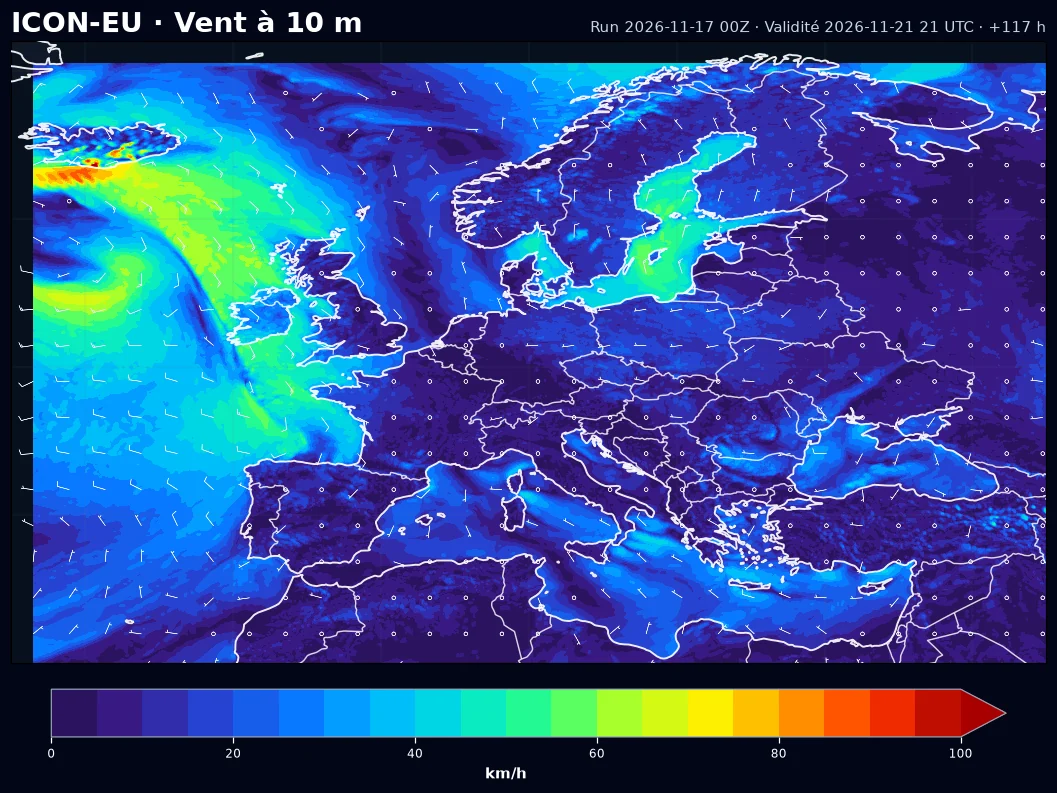 ICON-EU · Vent à 10 m
Run 2026-11-17 00Z · Validité 2026-11-21 21 UTC · +117 h
0 20 40 60 80 100
km/h